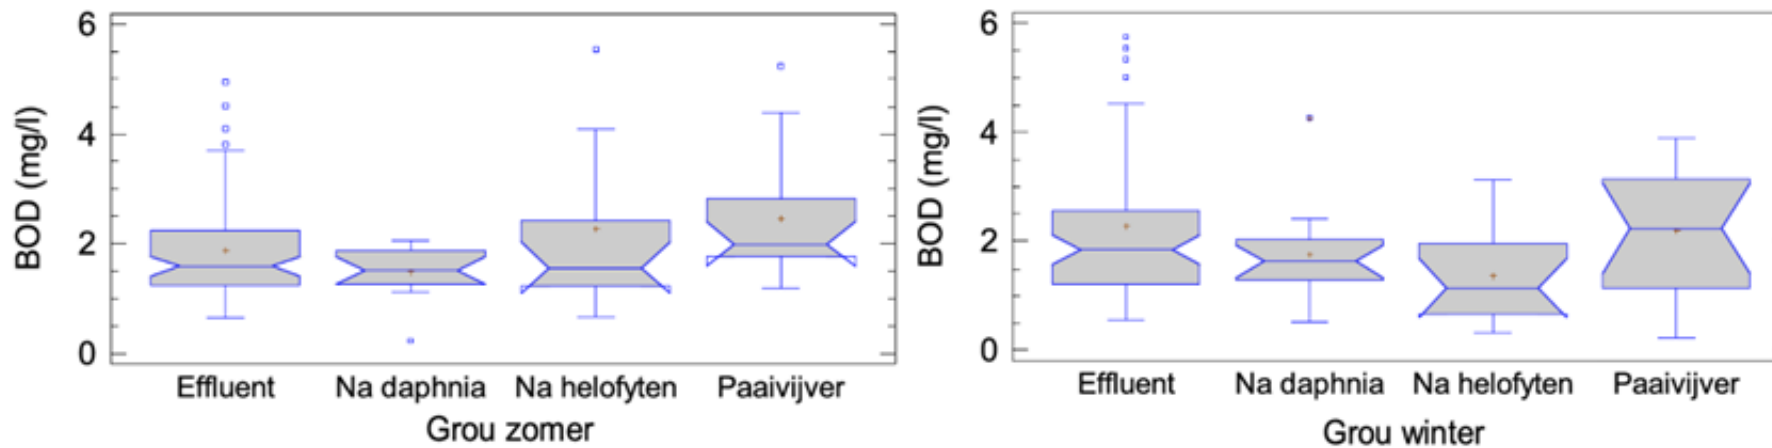 BOD (mg/l)
6
4
2
0
Effluent Na daphnia Na helofyten Paaivijver
Grou zomer
BOD (mg/l)
6
4
2
0
Effluent Na daphnia Na helofyten Paaivijver
Grou winter